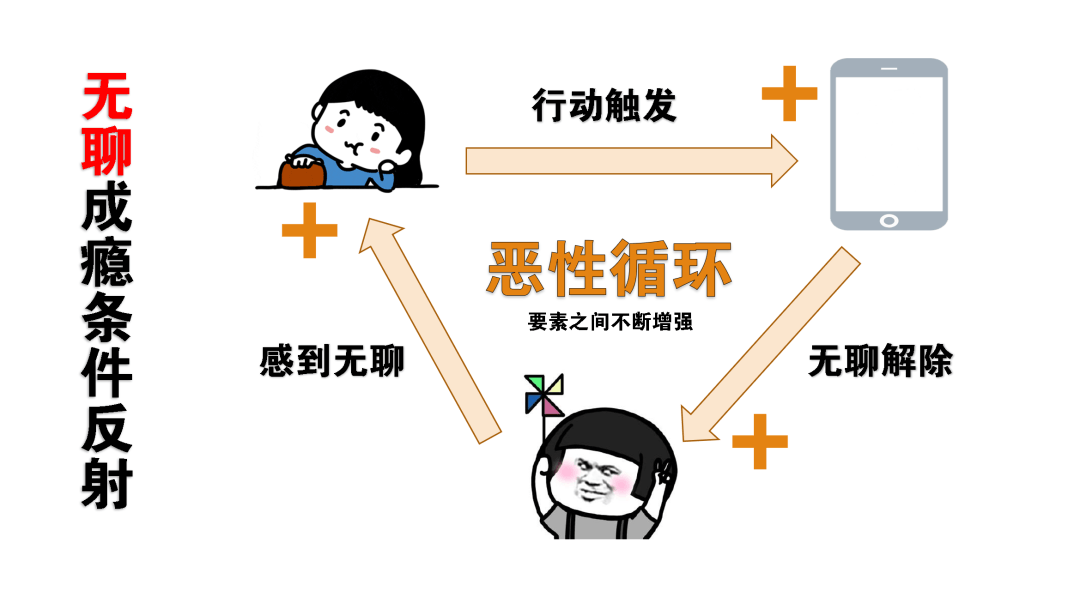 无聊成瘾条件反射
行动触发
恶性循环
要素之间不断增强
感到无聊
无聊解除